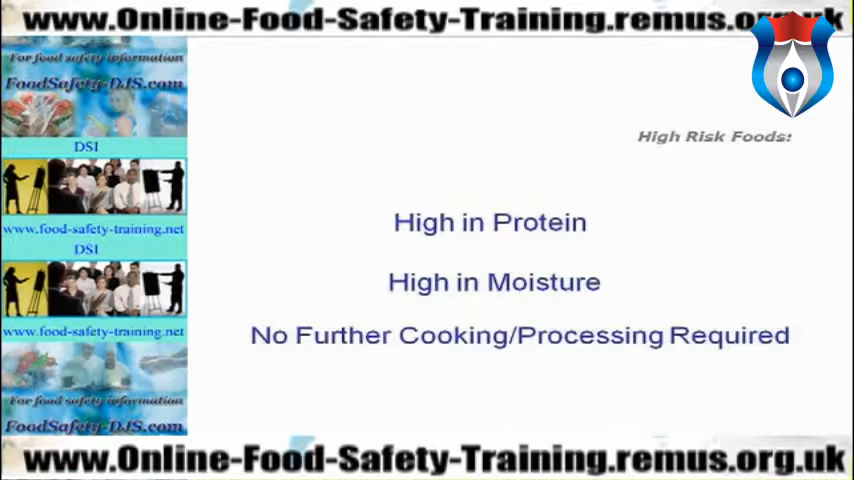 www.Online-Food-Safety-Training.remus.org.uk
For food safety information
FoodSafety-DJS.com
DSI
www.food-safety-training.net
DSI
www.food-safety-training.net
For food safety information
FoodSafety-DJS.com
High Risk Foods:
High in Protein
High in Moisture
No Further Cooking/Processing Required
www.Online-Food-Safety-Training.remus.org.uk